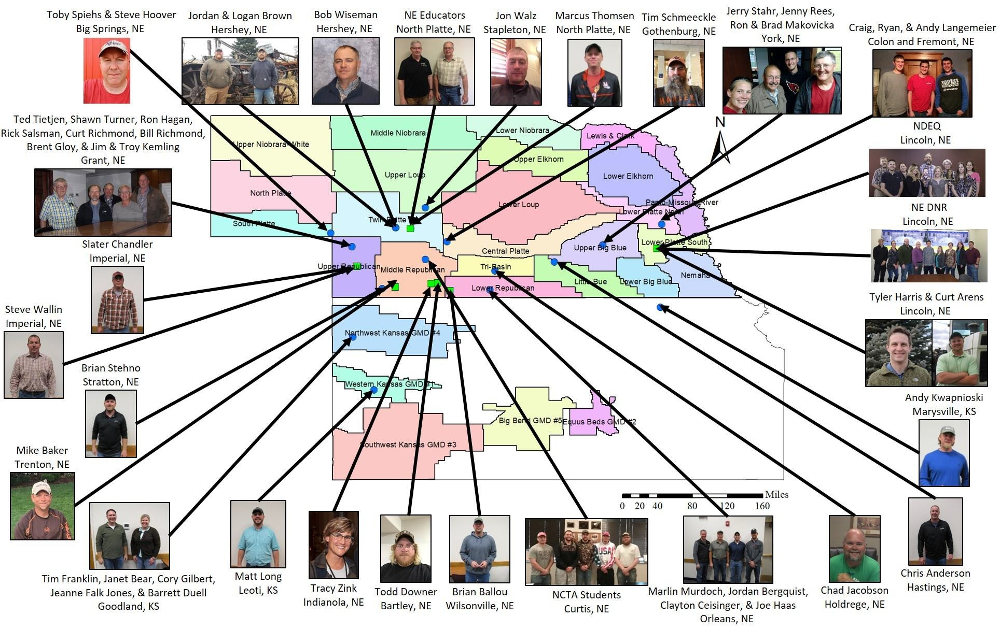 Toby Spiehs & Steve Hoover
Big Springs, NE
Jordan & Logan Brown
Hershey, NE
Bob Wiseman
Hershey, NE
NE Educators
North Platte, NE
Jon Walz
Stapleton, NE
Marcus Thomsen
North Platte, NE
Tim Schmeeckle
Gothenburg, NE
Jerry Stahr, Jenny Rees,
Ron & Brad Makovicka
York, NE
Craig, Ryan, & Andy Langemeier
Colon and Fremont, NE
Ted Tietjen, Shawn Turner, Ron Hagan,
Rick Salsman, Curt Richmond, Bill Richmond,
Brent Gloy, & Jim & Troy Kemling
Grant, NE
NDEQ
Lincoln, NE
NE DNR
Lincoln, NE
Slater Chandler
Imperial, NE
Tyler Harris & Curt Arens
Lincoln, NE
Steve Wallin
Imperial, NE
Brian Stehno
Stratton, NE
Andy Kwapnioski
Marysville, KS
Mike Baker
Trenton, NE
N
Upper Niobrara-White
Middle Niobrara
Lower Niobrara
Lewis & Clark
Upper Elkhorn
Lower Elkhorn
Upper Loup
North Platte
Lower Loup
Papio-Missouri River
Lower Platte North
South Platte
Twin Platte
Central Platte
Upper Big Blue
Lower Platte South
Upper Republican
Middle Republican
Tri-Basin
Little Bue
Lower Big Blue
Nemaha
Lower Republican
Northwest Kansas GMD #4
Western Kansas GMD #1
Big Bend GMD #5
Equus Beds GMD #2
Southwest Kansas GMD #3
Miles
0 20 40 80 120 160
HARLEY
USA
Tim Franklin, Janet Bear, Cory Gilbert,
Jeanne Falk Jones, & Barrett Duell
Goodland, KS
Matt Long
Leoti, KS
Tracy Zink
Indianola, NE
Todd Downer
Bartley, NE
Brian Ballou
Wilsonville, NE
NCTA Students
Curtis, NE
Marlin Murdoch, Jordan Bergquist,
Clayton Ceisinger, & Joe Haas
Orleans, NE
Chad Jacobson
Holdrege, NE
Chris Anderson
Hastings, NE